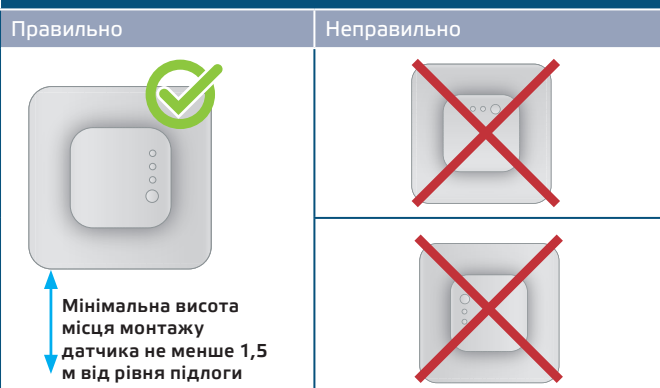 Правильно
Неправильно
Мінімальна висота
місця монтажу
датчика не менше 1,5
м від рівня підлоги